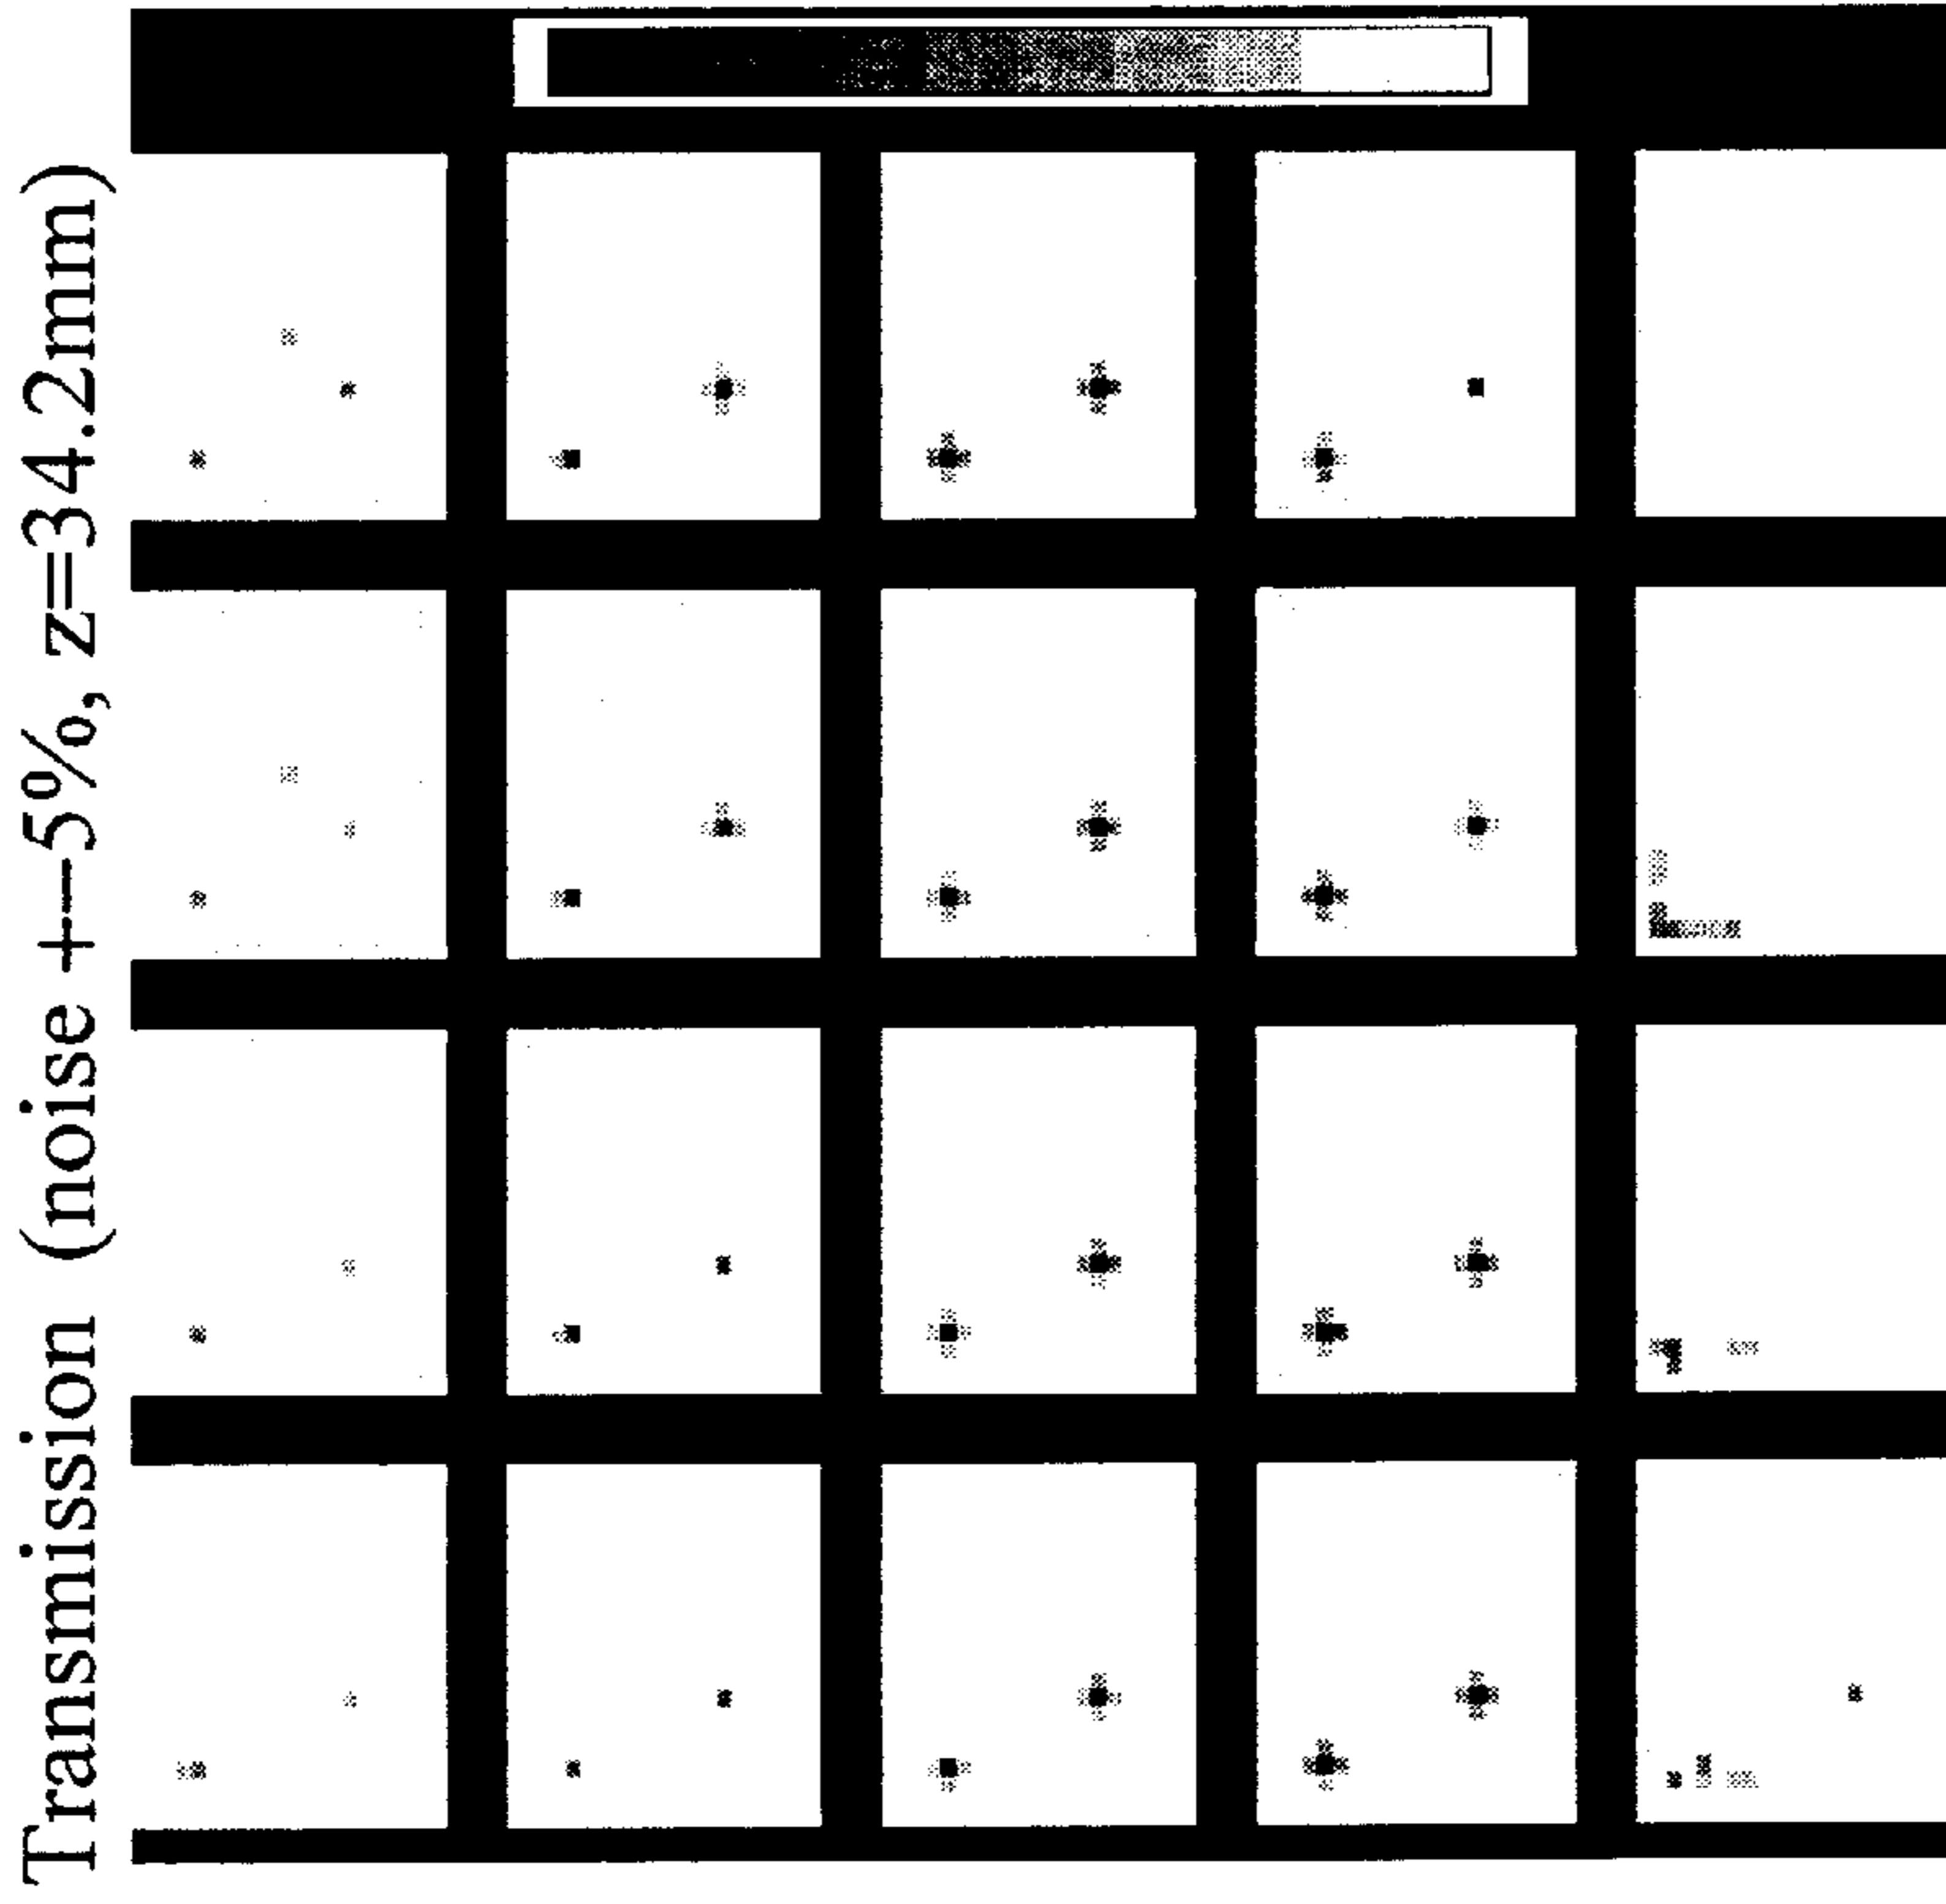 Transmission (noise +-5%, z=34.2mm)